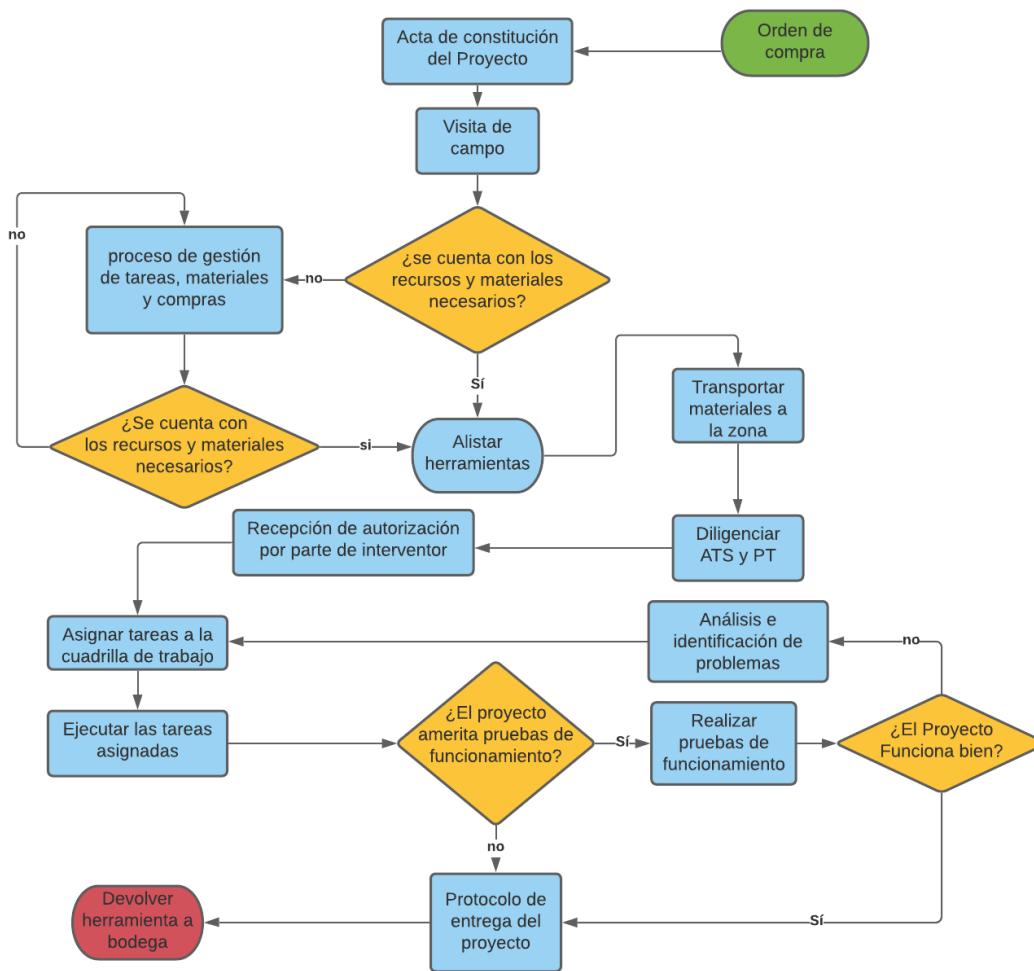 Orden de
compra
Acta de constitución
del Proyecto
Visita de
campo
¿se cuenta con los
recursos y materiales
necesarios?
no
Sí
proceso de gestión
de tareas, materiales
y compras
¿Se cuenta con
los recursos y materiales
necesarios?
no
si
Alistar
herramientas
Transportar
materiales a
la zona
Diligenciar
ATS y PT
Recepción de autorización
por parte de interventor
Asignar tareas a la
cuadrilla de trabajo
Ejecutar las tareas
asignadas
¿El proyecto
amerita pruebas de
funcionamiento?
Sí
no
Realizar
pruebas de
funcionamiento
¿El Proyecto
Funciona bien?
no
Análisis e
identificación de
problemas
Sí
Protocolo de
entrega del
proyecto
Devolver
herramienta a
bodega